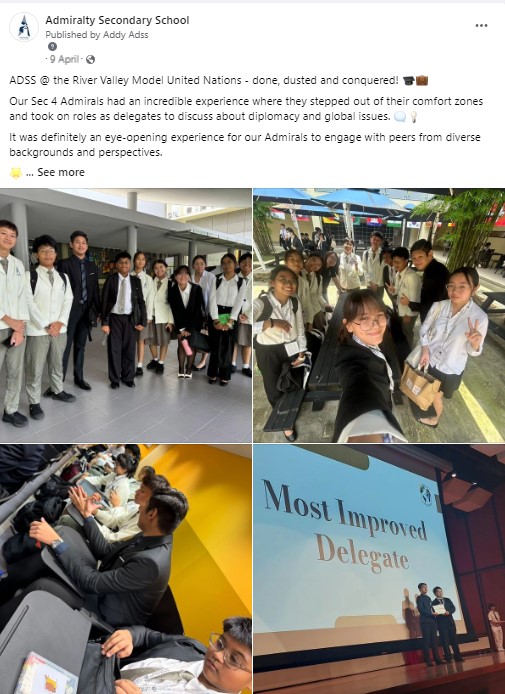 Admiralty Secondary School
Published by Addy Adss
· 9 April ·
ADSS @ the River Valley Model United Nations - done, dusted and conquered!
Our Sec 4 Admirals had an incredible experience where they stepped out of their comfort zones
and took on roles as delegates to discuss about diplomacy and global issues.
It was definitely an eye-opening experience for our Admirals to engage with peers from diverse
backgrounds and perspectives.
... See more
Most Improved
Delegate